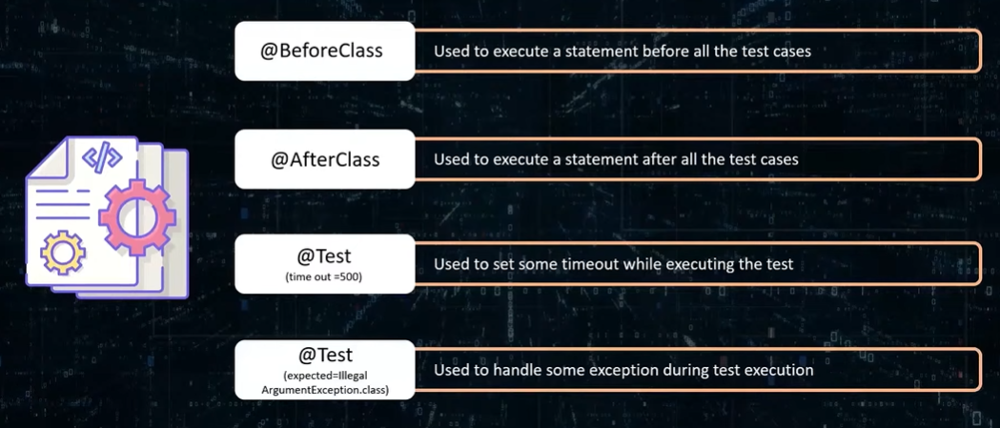 @BeforeClass
Used to execute a statement before all the test cases
@AfterClass
Used to execute a statement after all the test cases
@Test
(time out =500)
Used to set some timeout while executing the test
@Test
(expected=Illegal
ArgumentException.class)
Used to handle some exception during test execution